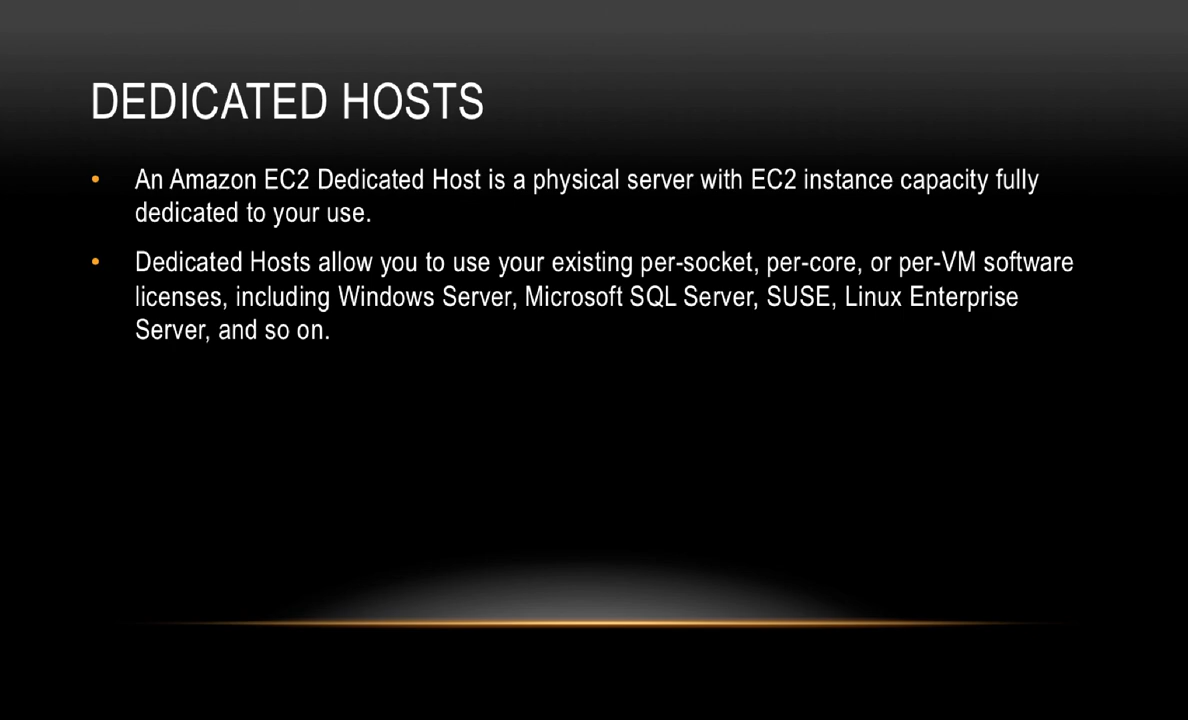 DEDICATED HOSTS
• An Amazon EC2 Dedicated Host is a physical server with EC2 instance capacity fully
dedicated to your use.
• Dedicated Hosts allow you to use your existing per-socket, per-core, or per-VM software
licenses, including Windows Server, Microsoft SQL Server, SUSE, Linux Enterprise
Server, and so on.